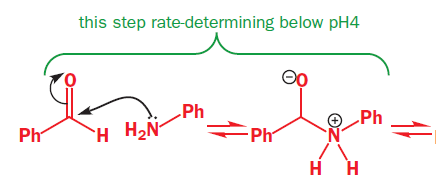 this step rate-determining below pH4
O
Ph
H
H₂N
Ph
⊖O
Ph
⊕
N
Ph
H H